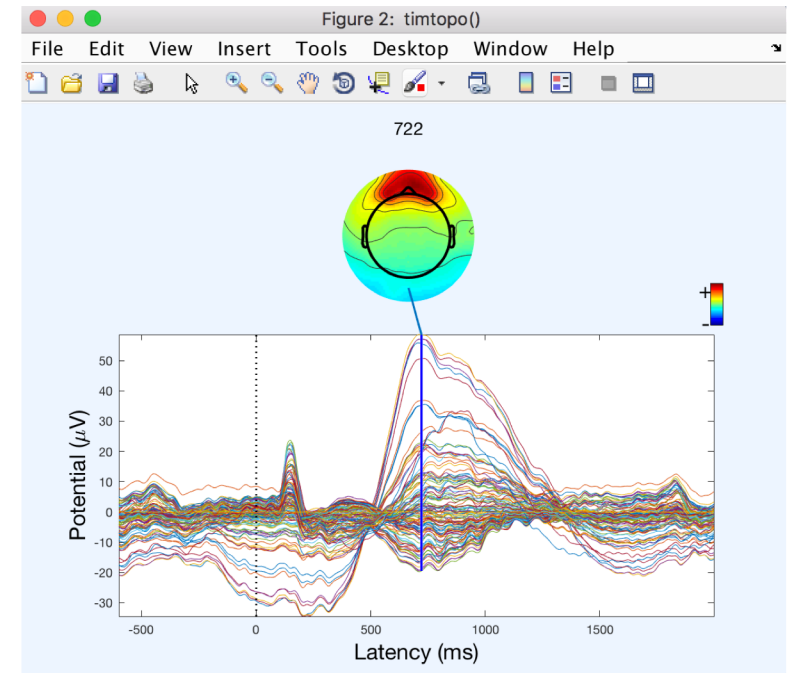 Figure 2: timtopo()
File Edit View Insert Tools Desktop Window Help
722
+
-
50
40
30
20
10
0
-10
-20
-30
Potential (μV)
-500 0 500 1000 1500
Latency (ms)